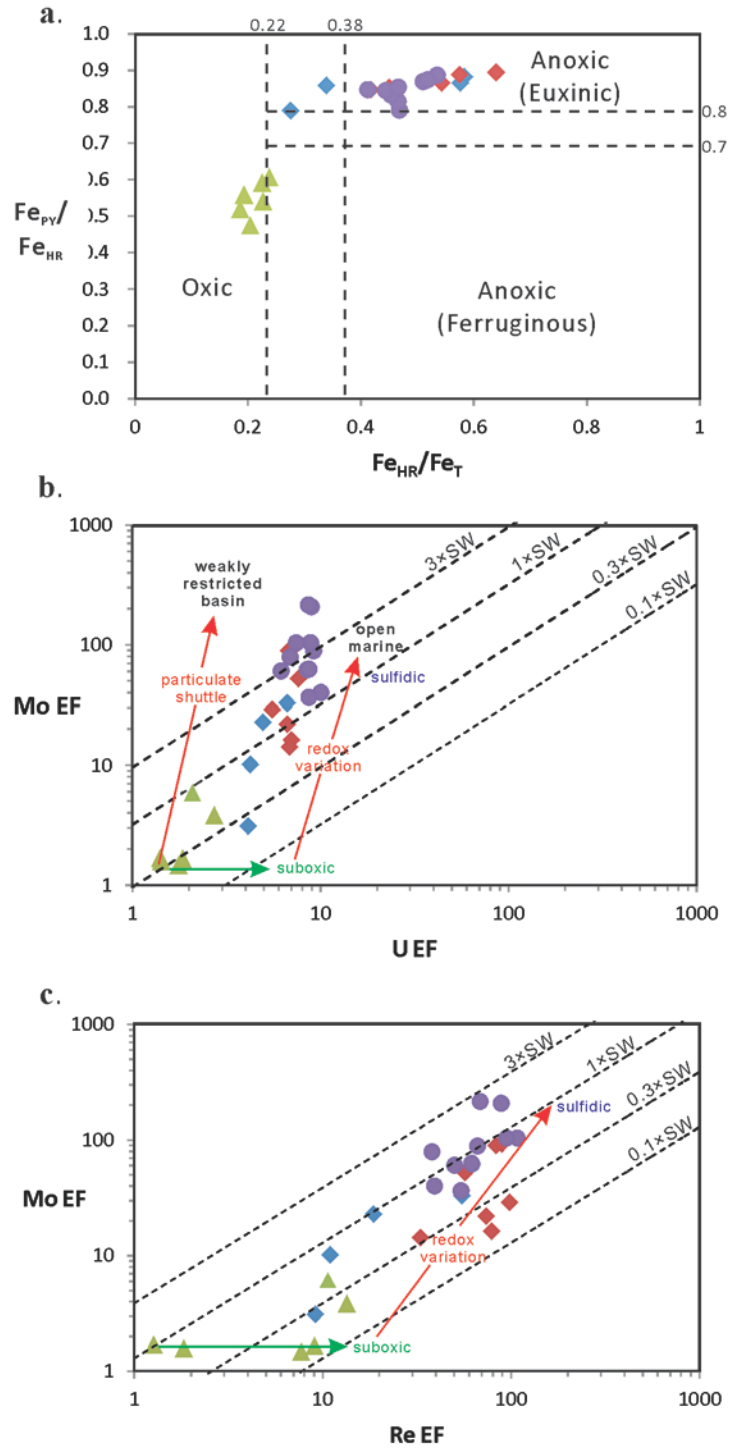 a.
0.22
0.38
1.0
0.9
0.8
0.7
0.6
0.5
0.4
0.3
0.2
0.1
0.0
Anoxic
(Euxinic)
0.8
0.7
Fe_PY/
Fe_HR
Oxic
Anoxic
(Ferruginous)
0
0.2
0.4
0.6
0.8
1
Fe_HR/Fe_T
b.
1000
100
10
1
Mo EF
weakly
restricted
basin
3×SW
1×SW
0.3×SW
0.1×SW
open
marine
sulfidic
particulate
shuttle
redox
variation
suboxic
1
10
100
1000
U EF
c.
1000
100
10
1
Mo EF
3×SW
1×SW
0.3×SW
0.1×SW
sulfidic
redox
variation
suboxic
1
10
100
1000
Re EF